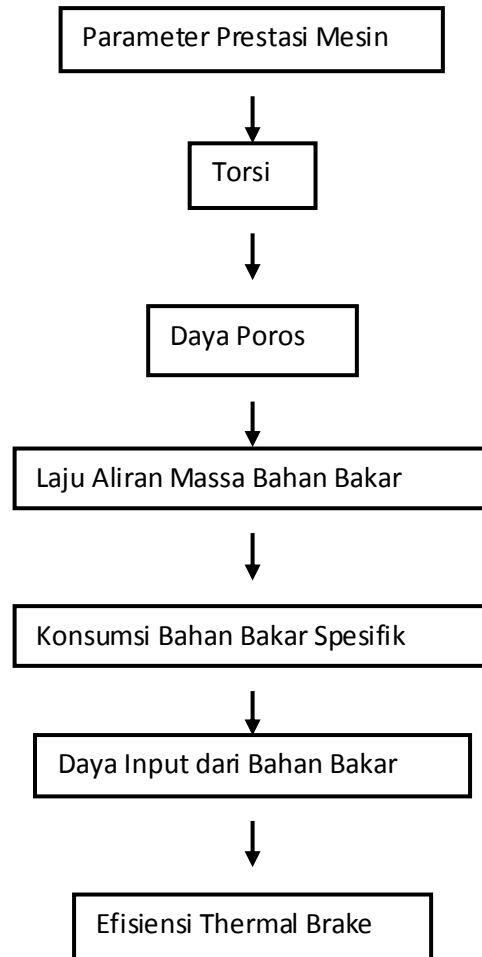 Parameter Prestasi Mesin
Torsi
Daya Poros
Laju Aliran Massa Bahan Bakar
Konsumsi Bahan Bakar Spesifik
Daya Input dari Bahan Bakar
Efisiensi Thermal Brake